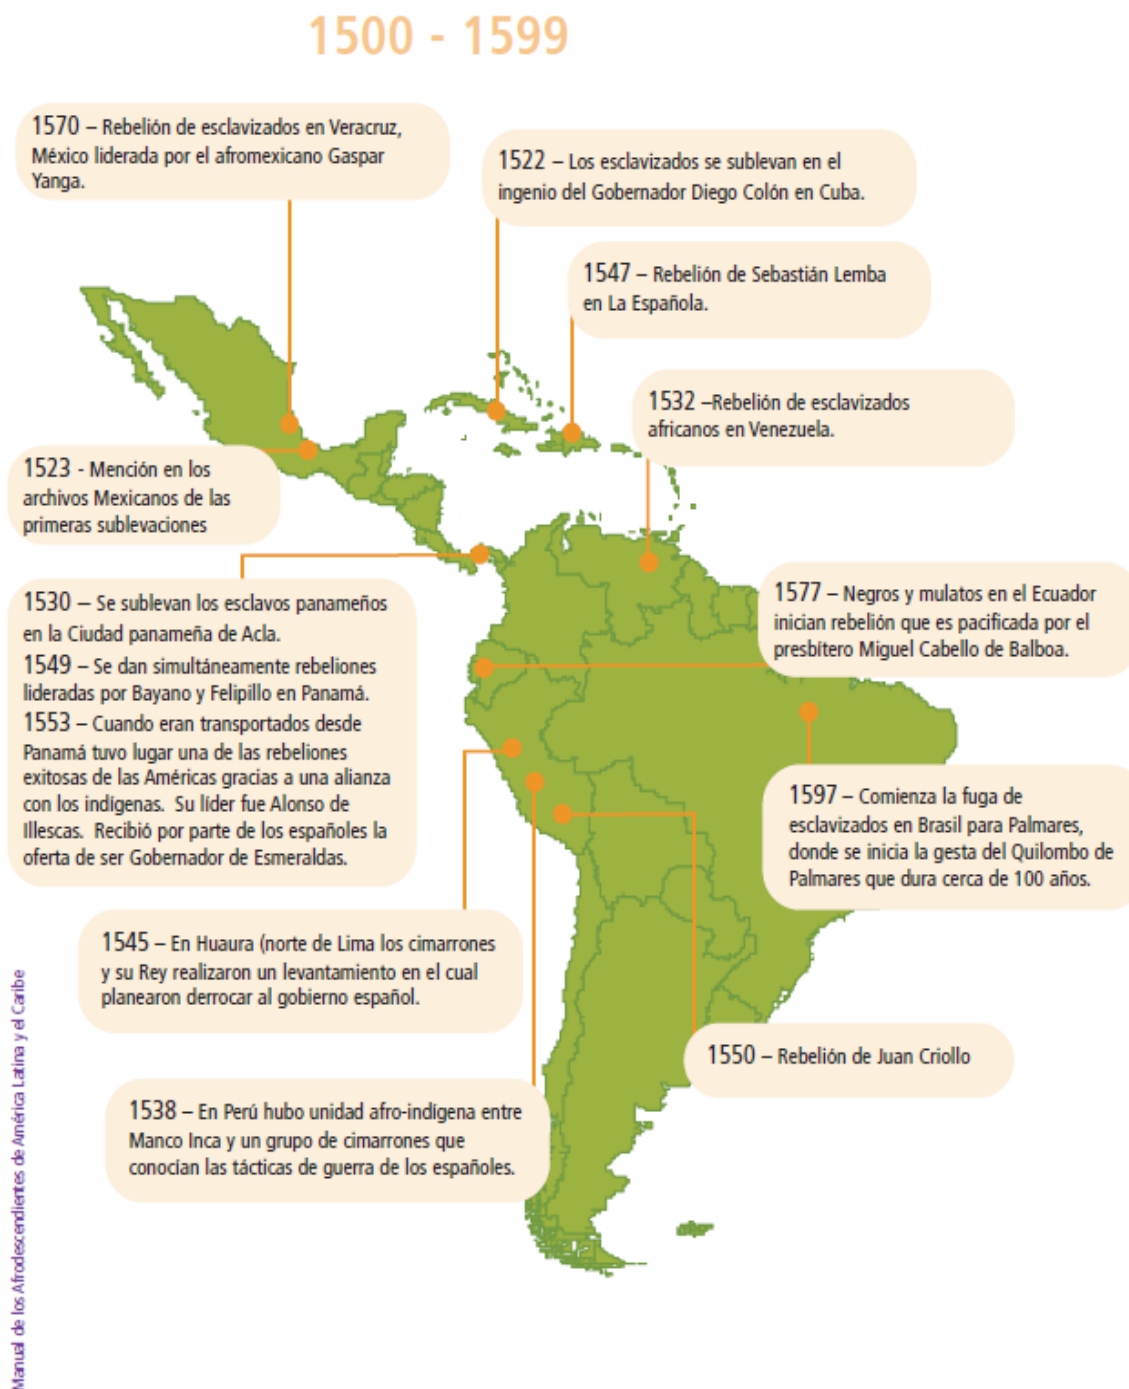 1500 - 1599
1570 – Rebelión de esclavizados en Veracruz,
México liderada por el afromexicano Gaspar
Yanga.
1522 – Los esclavizados se sublevan en el
ingenio del Gobernador Diego Colón en Cuba.
1547 – Rebelión de Sebastián Lemba
en La Española.
1532 –Rebelión de esclavizados
africanos en Venezuela.
1523 - Mención en los
archivos Mexicanos de las
primeras sublevaciones
1530 – Se sublevan los esclavos panameños
en la Ciudad panameña de Acla.
1549 – Se dan simultáneamente rebeliones
lideradas por Bayano y Felipillo en Panamá.
1553 – Cuando eran transportados desde
Panamá tuvo lugar una de las rebeliones
exitosas de las Américas gracias a una alianza
con los indígenas. Su líder fue Alonso de
Illescas. Recibió por parte de los españoles la
oferta de ser Gobernador de Esmeraldas.
1577 – Negros y mulatos en el Ecuador
inician rebelión que es pacificada por el
presbítero Miguel Cabello de Balboa.
1597 – Comienza la fuga de
esclavizados en Brasil para Palmares,
donde se inicia la gesta del Quilombo de
Palmares que dura cerca de 100 años.
1545 – En Huaura (norte de Lima los cimarrones
y su Rey realizaron un levantamiento en el cual
planearon derrocar al gobierno español.
1550 – Rebelión de Juan Criollo
1538 – En Perú hubo unidad afro-indígena entre
Manco Inca y un grupo de cimarrones que
conocían las tácticas de guerra de los españoles.
Manual de los Afrodescendientes de América Latina y el Caribe